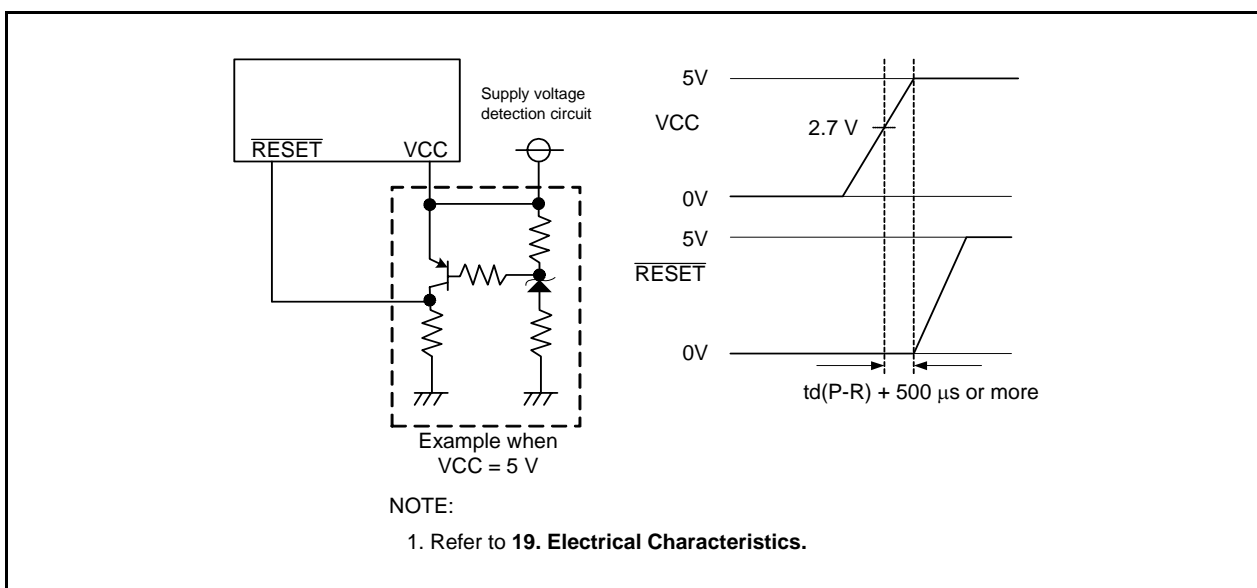 Supply voltage
detection circuit
RESET
VCC
Example when
VCC = 5 V
5V
VCC
2.7 V
0V
5V
RESET
0V
td(P-R) + 500 μs or more
NOTE:
1. Refer to 19. Electrical Characteristics.